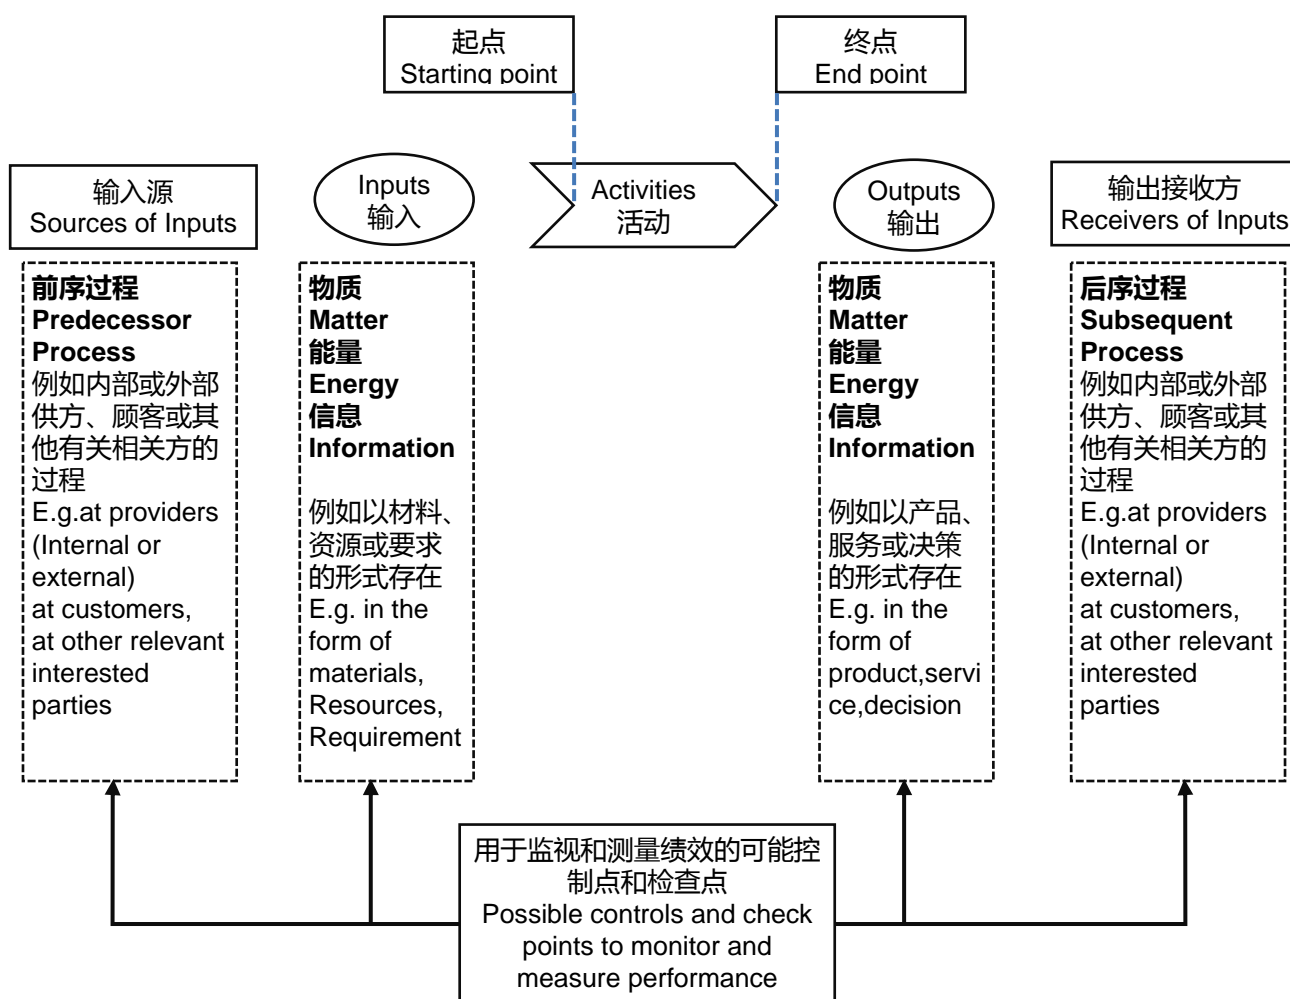 起点
Starting point
终点
End point
输入源
Sources of Inputs
Inputs
输入
Activities
活动
Outputs
输出
输出接收方
Receivers of Inputs
前序过程
Predecessor
Process
例如内部或外部
供方、顾客或其
他有关相关方的
过程
E.g.at providers
(Internal or
external)
at customers,
at other relevant
interested
parties
物质
Matter
能量
Energy
信息
Information
例如以材料、
资源或要求
的形式存在
E.g. in the
form of
materials,
Resources,
Requirement
物质
Matter
能量
Energy
信息
Information
例如以产品、
服务或决策
的形式存在
E.g. in the
form of
product,servi
ce,decision
后序过程
Subsequent
Process
例如内部或外部
供方、顾客或其
他有关相关方的
过程
E.g.at providers
(Internal or
external)
at customers,
at other relevant
interested
parties
用于监视和测量绩效的可能控
制点和检查点
Possible controls and check
points to monitor and
measure performance